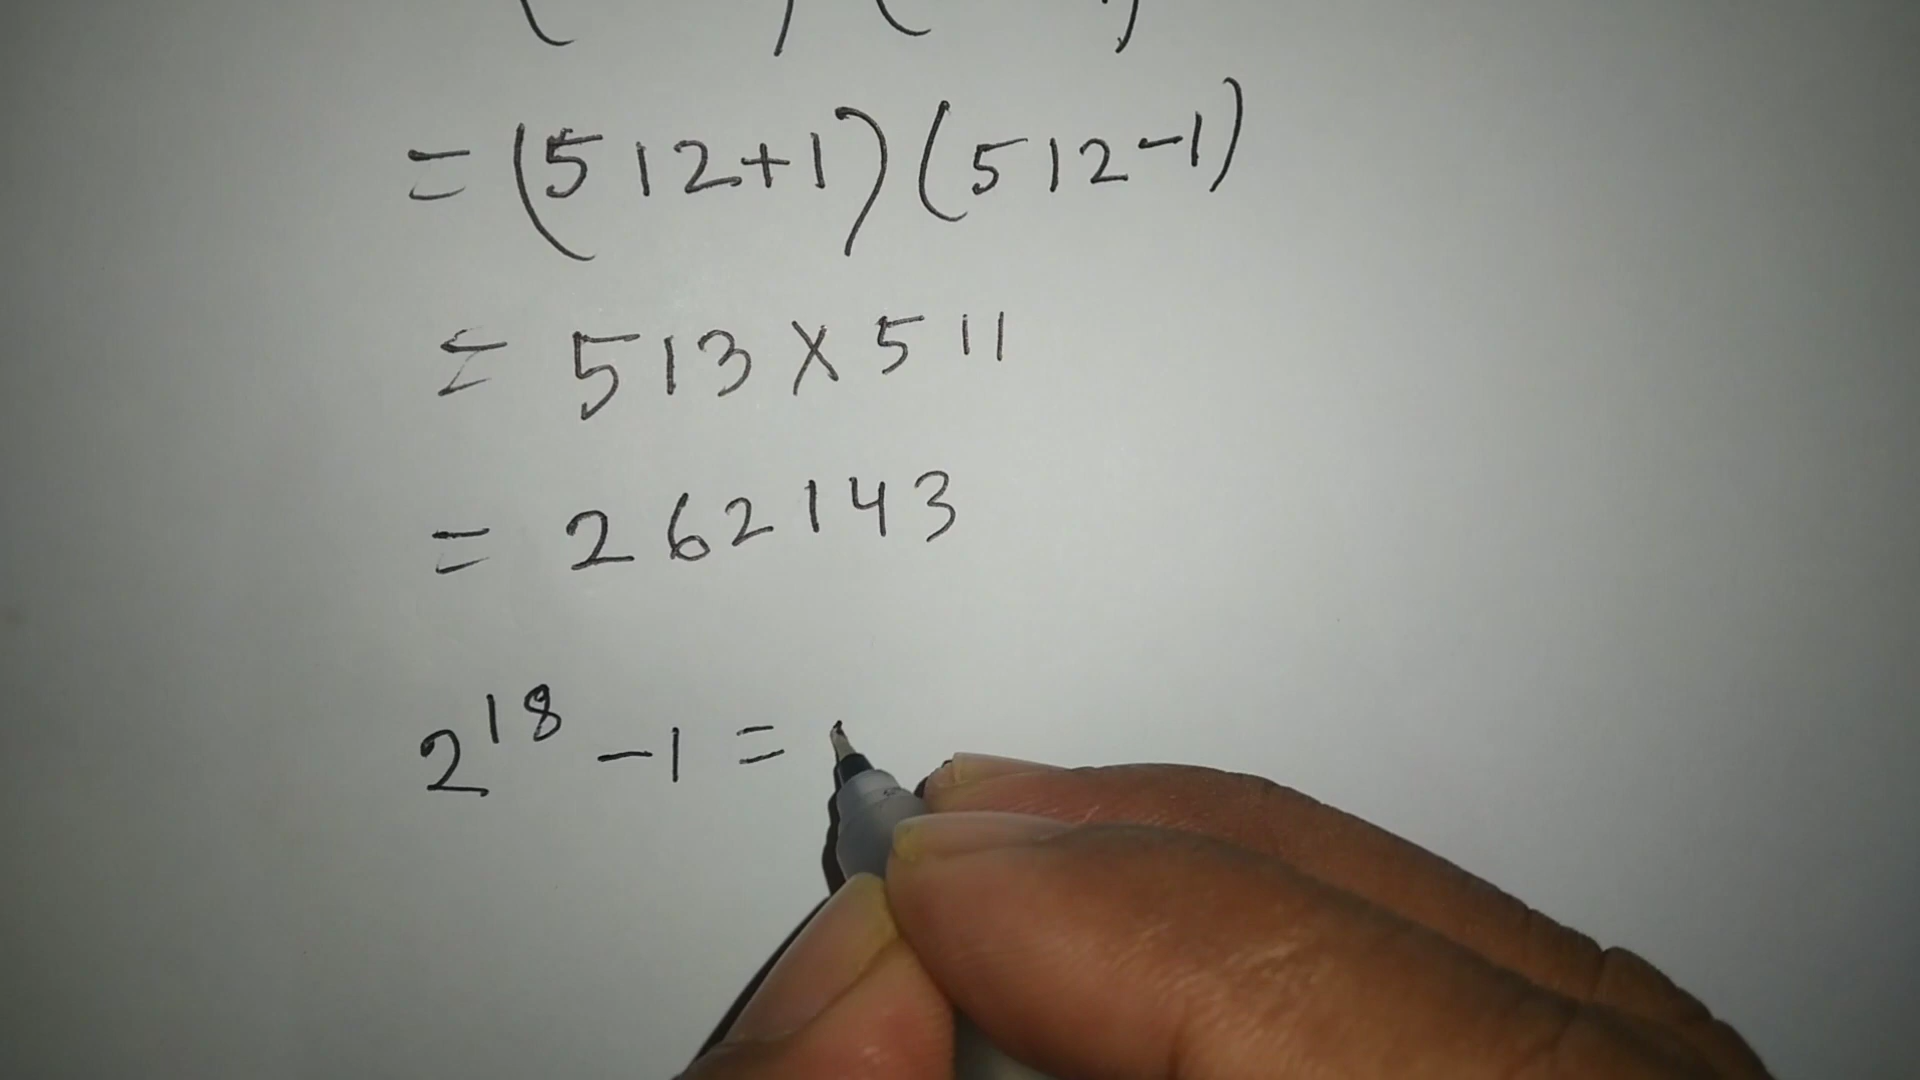 = (512+1)(512-1)
= 513 x 511
= 262143
2^18 - 1 =